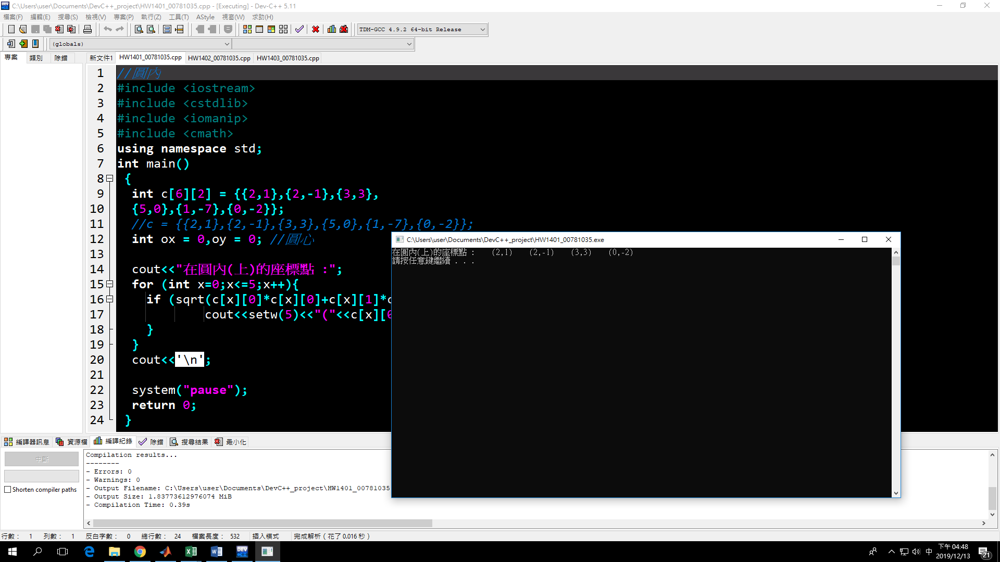 C:\Users\user\Documents\DevC++_project\HW1401_00781035.cpp - [Executing] - Dev-C++ 5.11
檔案(F) 編輯(E) 搜尋(S) 檢視(V) 專案(P) 執行(Z) 工具(T) AStyle 視窗(W) 求助(H)
TDM-GCC 4.9.2 64-bit Release
(globals)
專案 類別 除錯 新文件1 HW1401_00781035.cpp HW1402_00781035.cpp HW1403_00781035.cpp
1 //圓內
2 #include <iostream>
3 #include <cstdlib>
4 #include <iomanip>
5 #include <cmath>
6 using namespace std;
7 int main()
8 {
9 int c[6][2] = {{2,1},{2,-1},{3,3},
10 {5,0},{1,-7},{0,-2}};
11 //c = {{2,1},{2,-1},{3,3},{5,0},{1,-7},{0,-2}};
12 int ox = 0,oy = 0; //圓心
13
14 cout<<"在圓內(上)的座標點 :";
15 for (int x=0;x<=5;x++){
16 if (sqrt(c[x][0]*c[x][0]+c[x][1]*c
17 cout<<setw(5)<<"("<<c[x][0
18 }
19 }
20 cout<<'\n';
21
22 system("pause");
23 return 0;
24 }
C:\Users\user\Documents\DevC++_project\HW1401_00781035.exe
在圓內(上)的座標點 : (2,1) (2,-1) (3,3) (0,-2)
請按任意鍵繼續 . . .
編譯器訊息 資源檔 編譯紀錄 除錯 搜尋結果 最小化
中斷
Shorten compiler paths
Compilation results...
--------
- Errors: 0
- Warnings: 0
- Output Filename: C:\Users\user\Documents\DevC++_project\HW1401_00781035
- Output Size: 1.83773612976074 MiB
- Compilation Time: 0.39s
行數： 1 列數： 1 反白字數： 0 總行數： 24 檔案長度： 532 插入模式 完成解析 ( 花了 0.016 秒 )
DEV C++
中
下午 04:48
2019/12/13
21